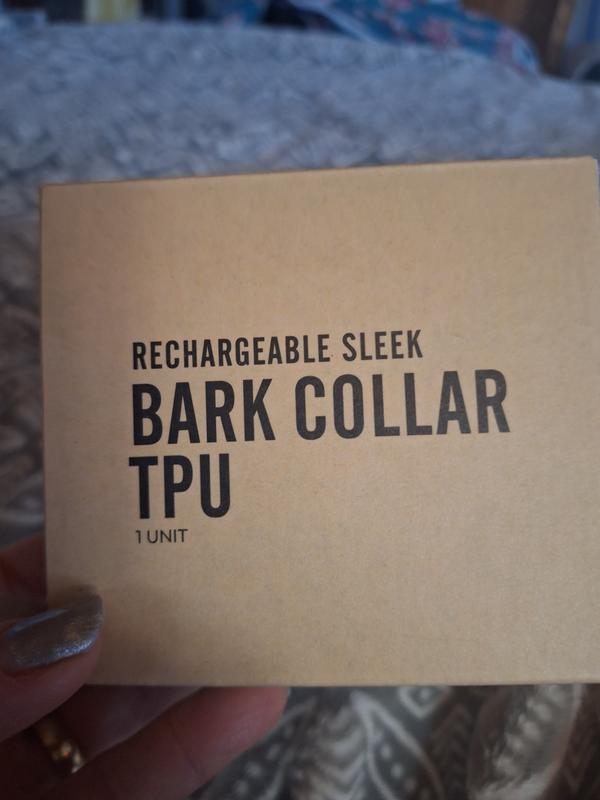 RECHARGEABLE SLEEK
BARK COLLAR
TPU
1 UNIT